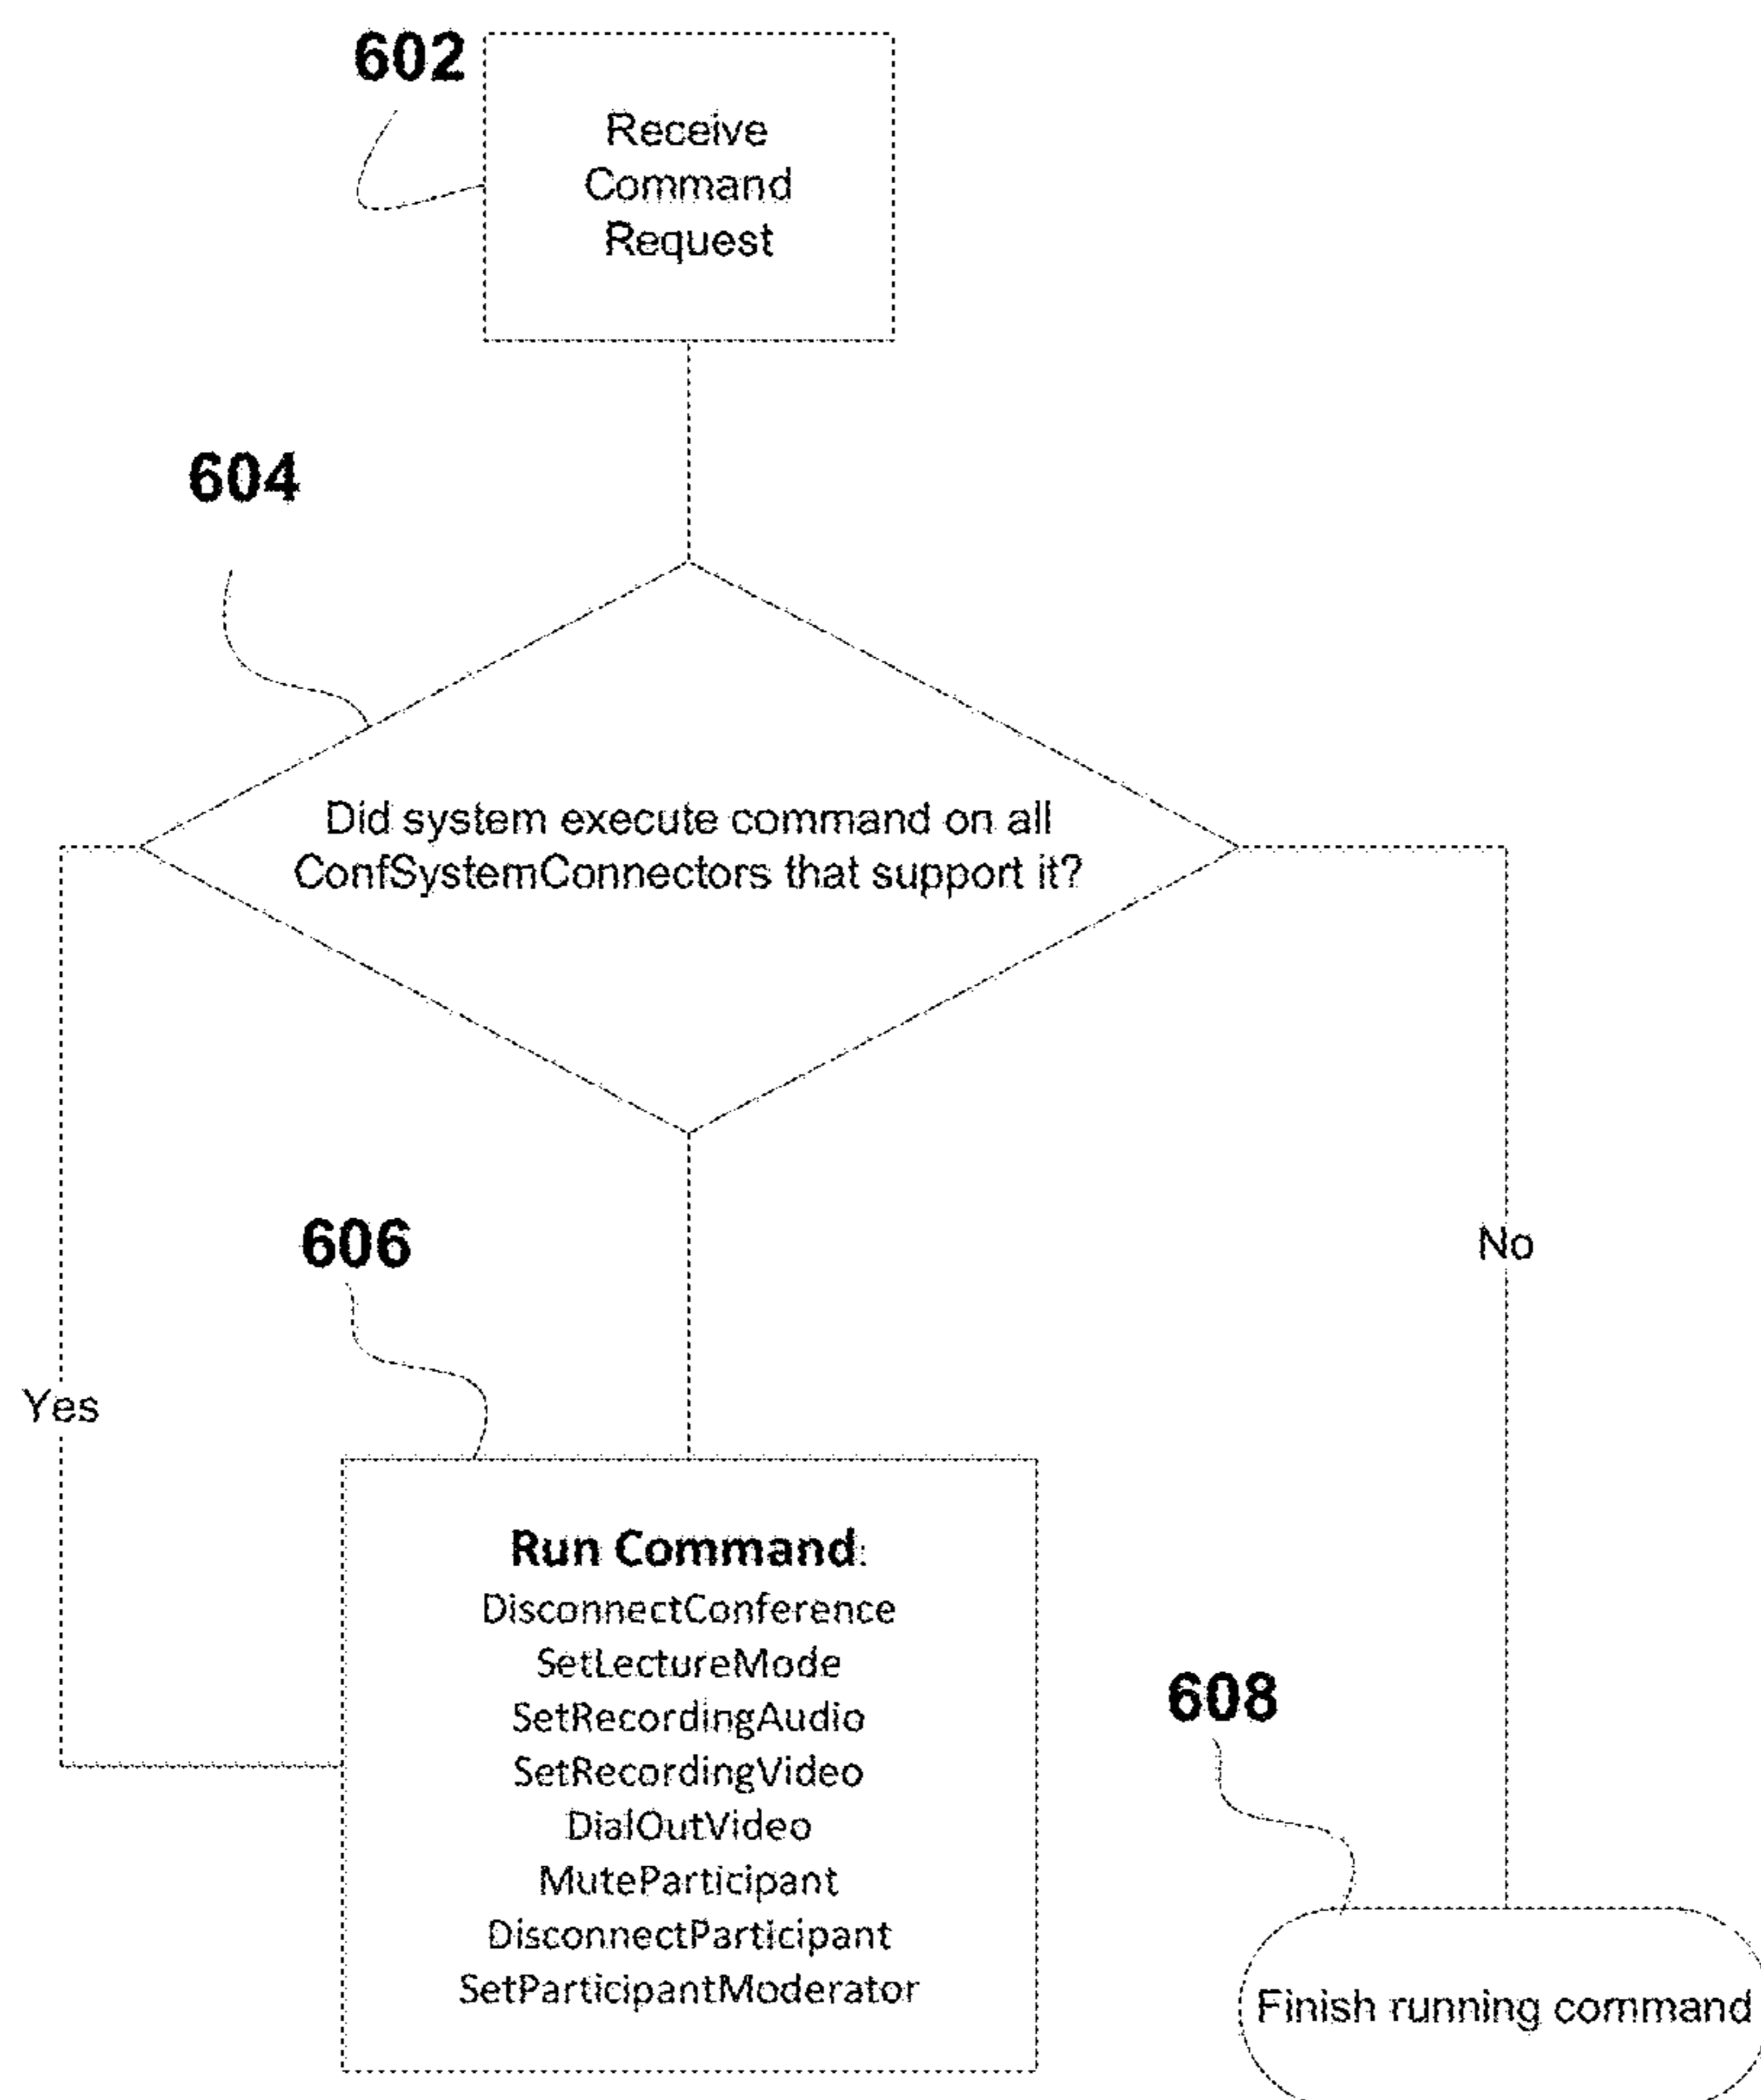 602
Receive
Command
Request
604
Did system execute command on all
ConfSystemConnectors that support it?
606
No
Yes
Run Command:
DisconnectConference
SetLectureMode
SetRecordingAudio
SetRecordingVideo
DialOutVideo
MuteParticipant
DisconnectParticipant
SetParticipantModerator
608
Finish running command